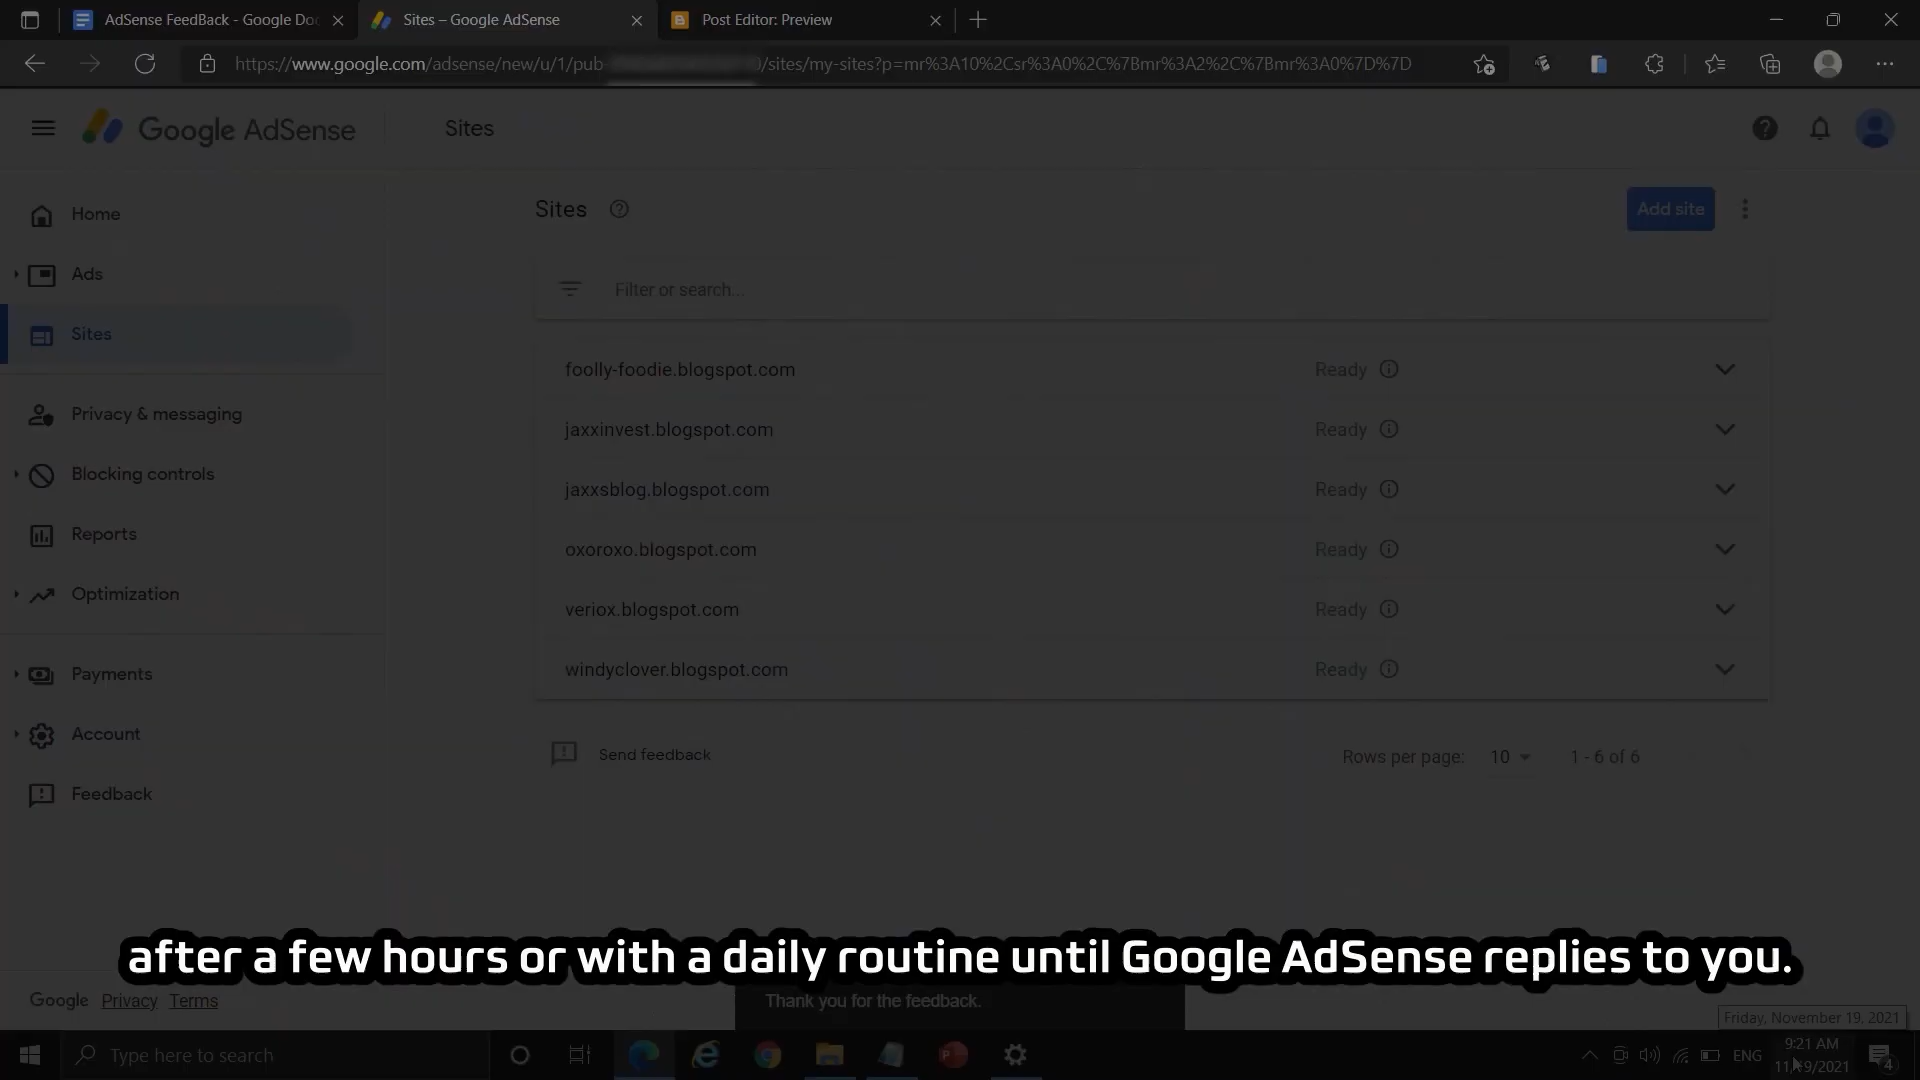 AdSense FeedBack - Google Do
Sites – Google AdSense
Post Editor: Preview
https://www.google.com/adsense/new/u/1/pub-
/sites/my-sites?p=mr%3A10%2Csr%3A0%2C%7Bmr%3A2%2C%7Bmr%3A0%7D%7D
Google AdSense
Sites
Home
Ads
Sites
Privacy & messaging
Blocking controls
Reports
Optimization
Payments
Account
Feedback
Sites
Add site
Filter or search...
foolly-foodie.blogspot.com Ready
jaxxinvest.blogspot.com Ready
jaxxsblog.blogspot.com Ready
oxoroxo.blogspot.com Ready
veriox.blogspot.com Ready
windyclover.blogspot.com Ready
Send feedback
Rows per page: 10 1 - 6 of 6
after a few hours or with a daily routine until Google AdSense replies to you.
Google Privacy Terms
Thank you for the feedback.
Friday, November 19, 2021
Type here to search
ENG
9:21 AM
11/19/2021
4